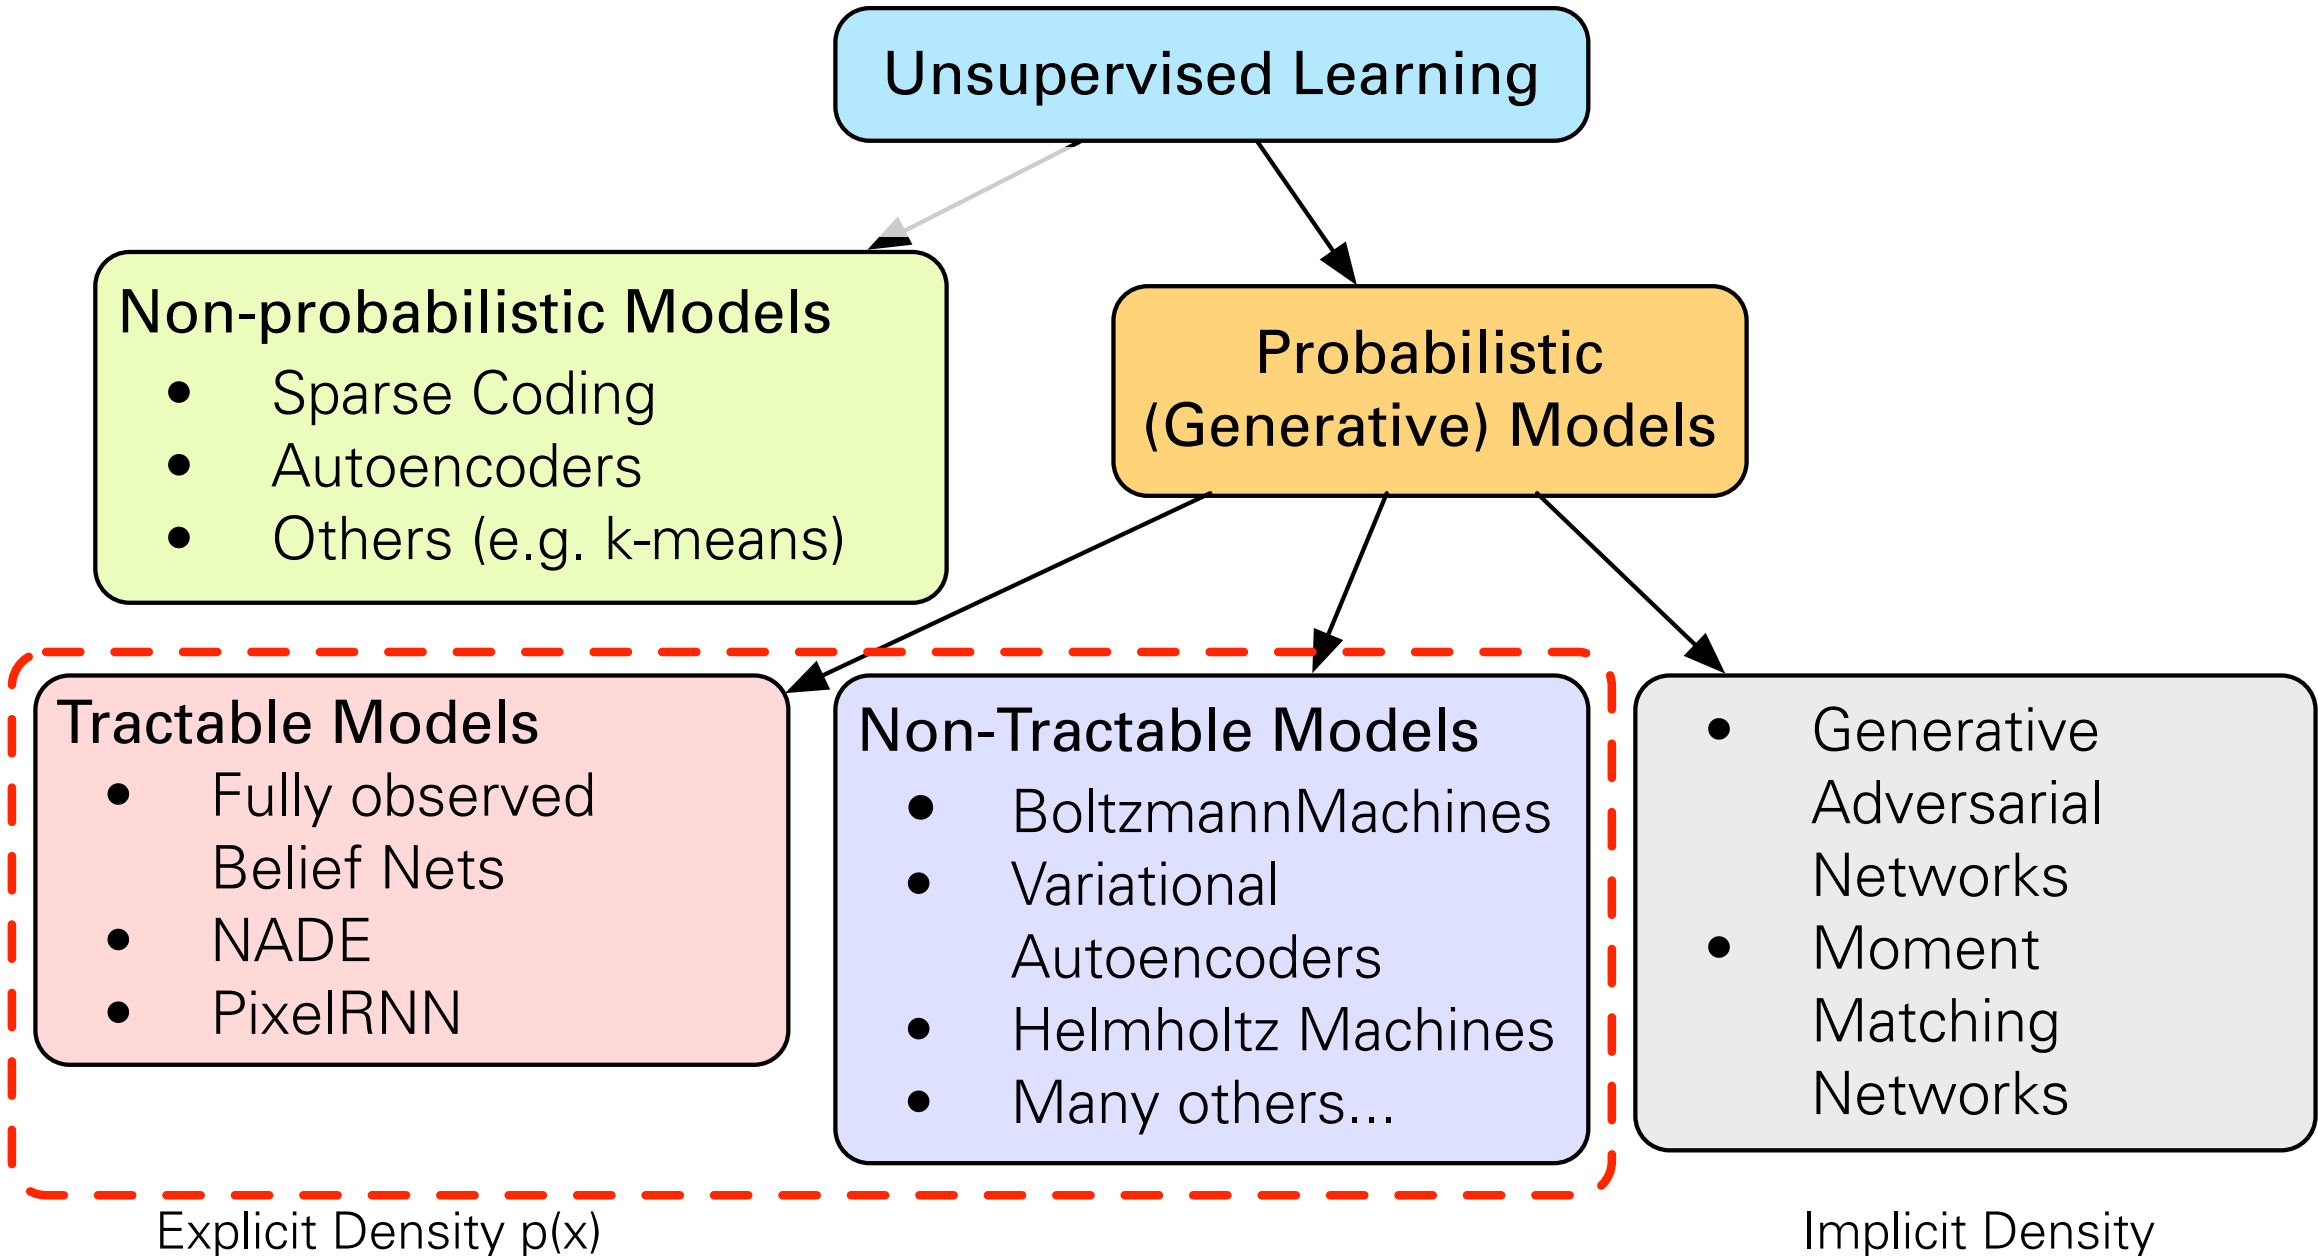 Unsupervised Learning
Non-probabilistic Models
• Sparse Coding
• Autoencoders
• Others (e.g. k-means)
Probabilistic
(Generative) Models
Tractable Models
• Fully observed
Belief Nets
• NADE
• PixelRNN
Non-Tractable Models
• BoltzmannMachines
• Variational
Autoencoders
• Helmholtz Machines
• Many others...
• Generative
Adversarial
Networks
• Moment
Matching
Networks
Explicit Density p(x)
Implicit Density